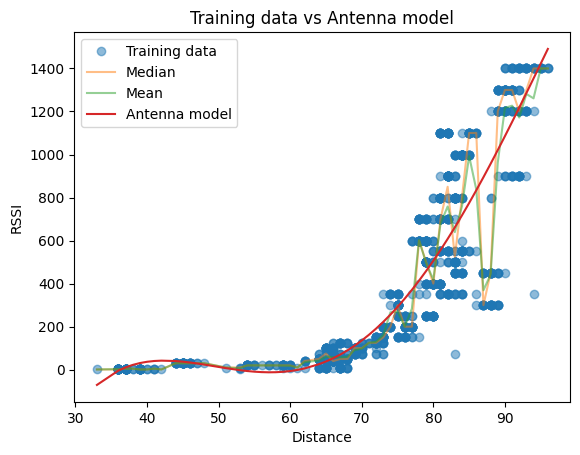 Training data vs Antenna model
Training data
Median
Mean
Antenna model
1400
1200
1000
800
600
400
200
0
RSSI
30 40 50 60 70 80 90
Distance